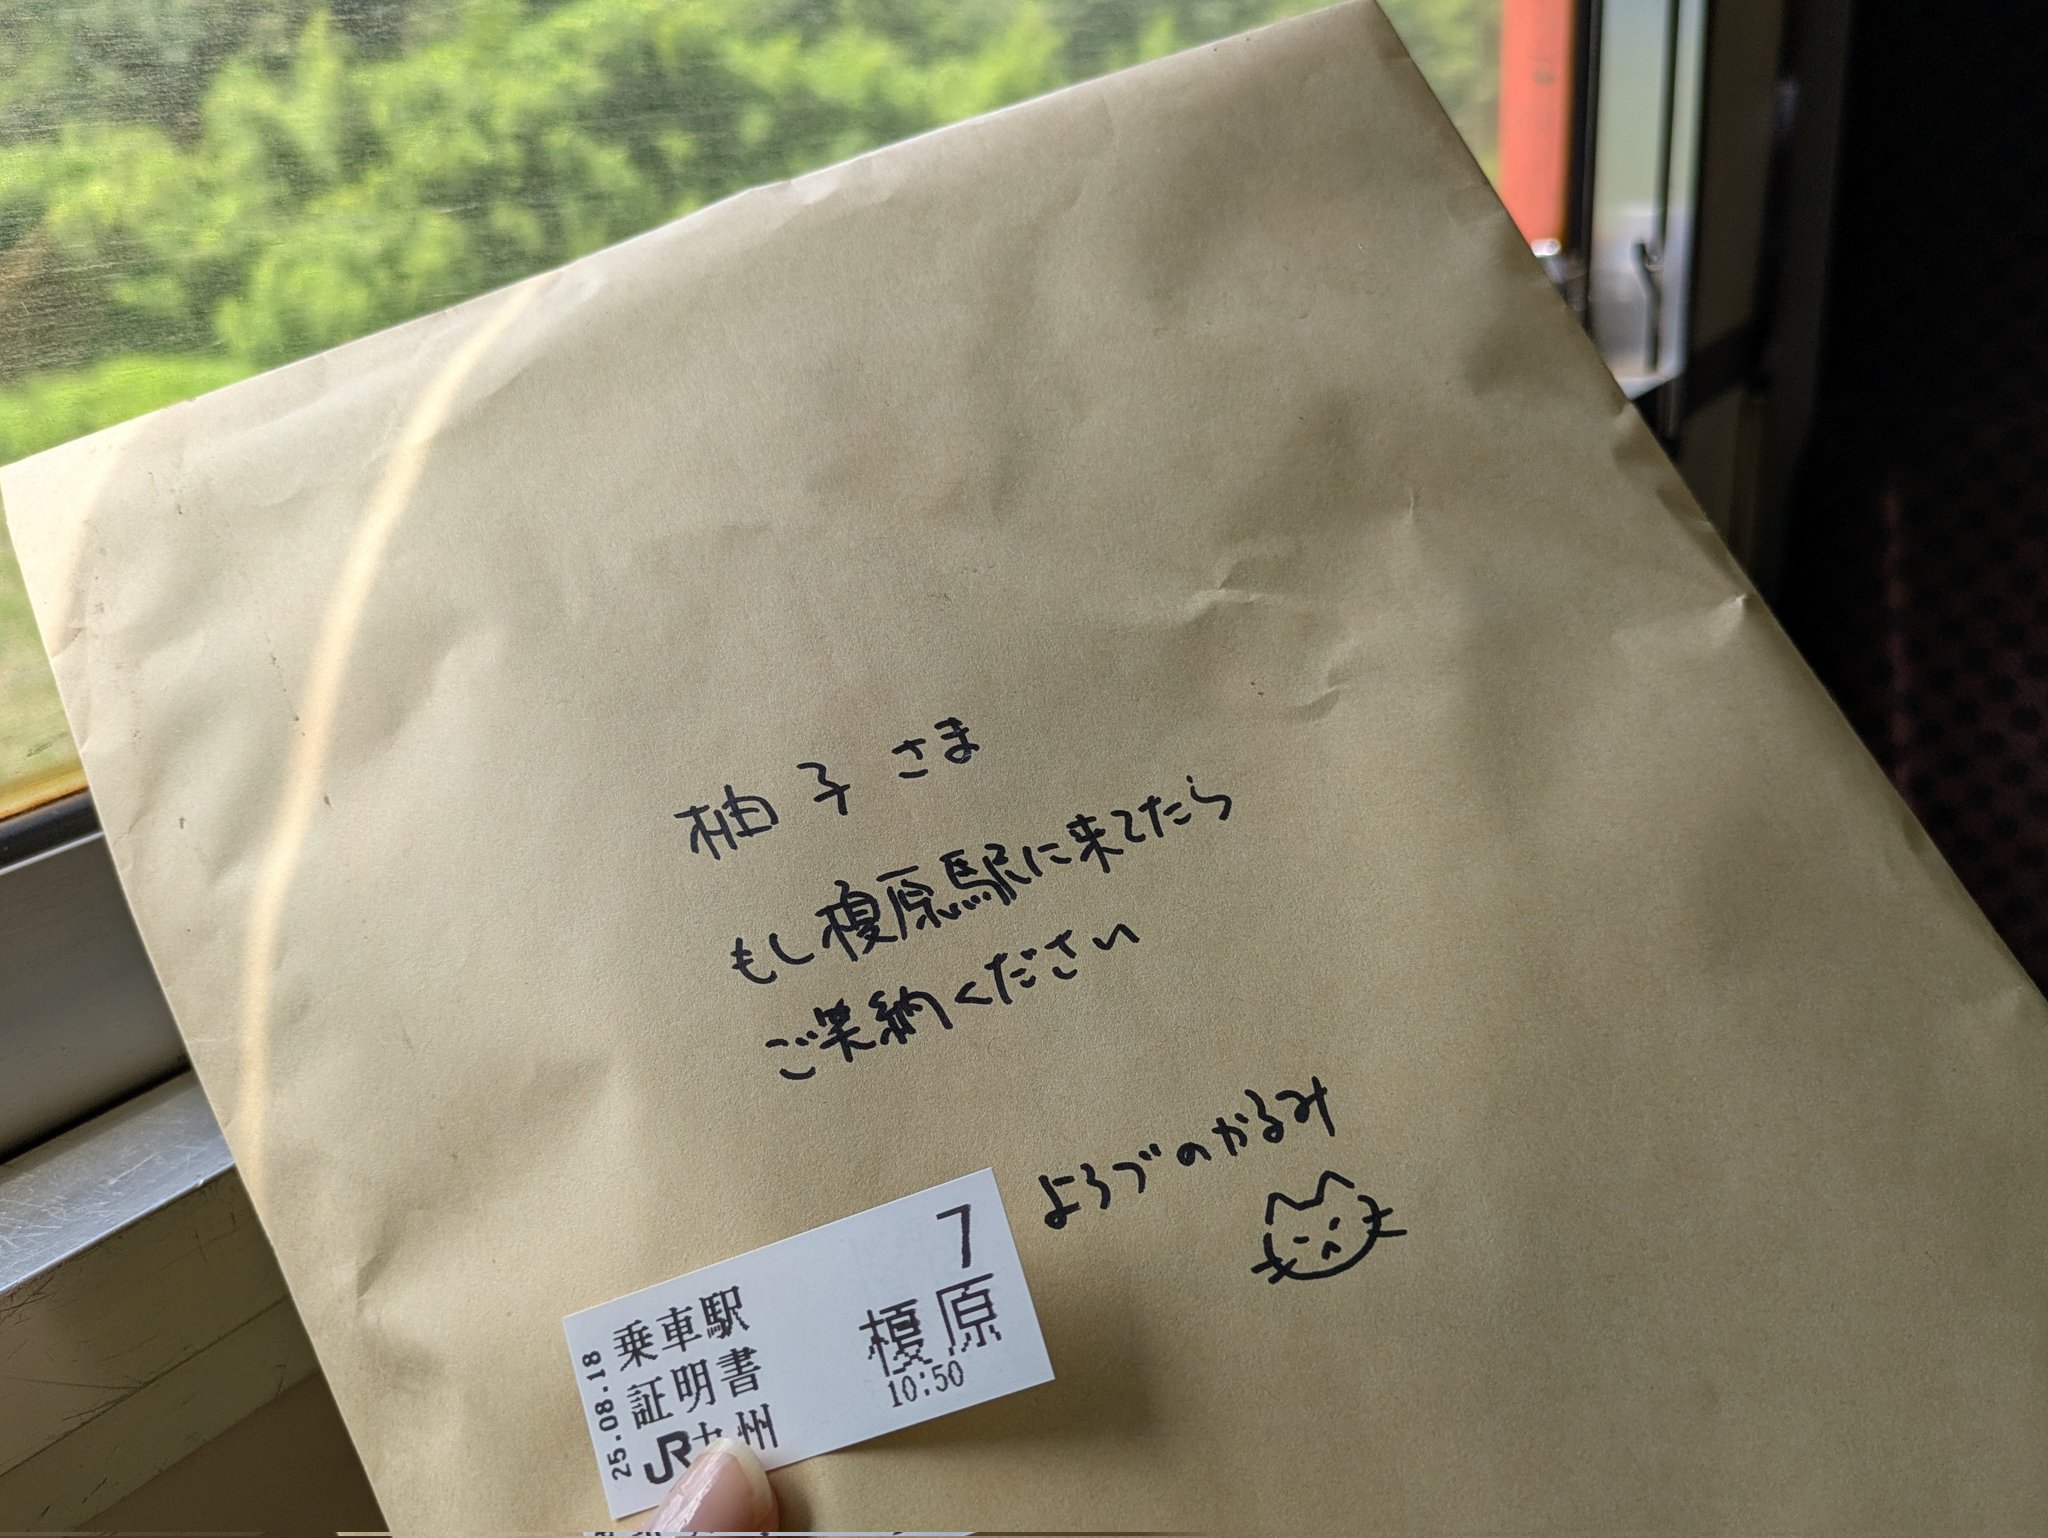 柚子さま
もし榎原駅に来てたら
ご笑納ください
よろづのかるみ
7
乗車駅
証明書
JR九州
榎原
10:50
25.08.18